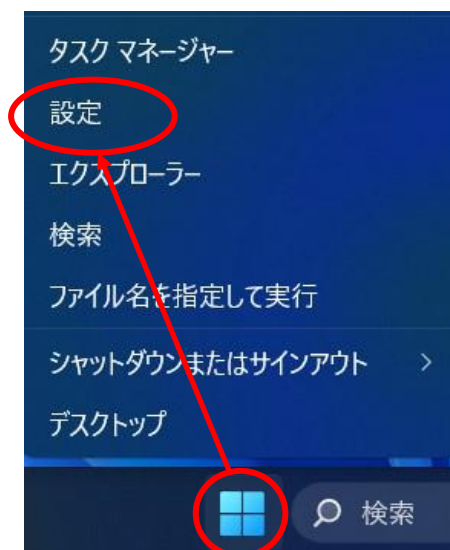 タスク マネージャー
設定
エクスプローラー
検索
ファイル名を指定して実行
シャットダウンまたはサインアウト
デスクトップ
検索